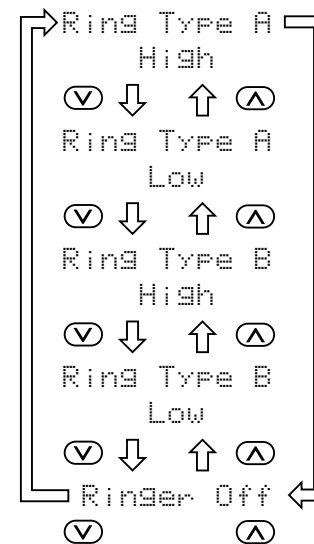 Ring Type A
High
Ring Type A
Low
Ring Type B
High
Ring Type B
Low
Ringer Off